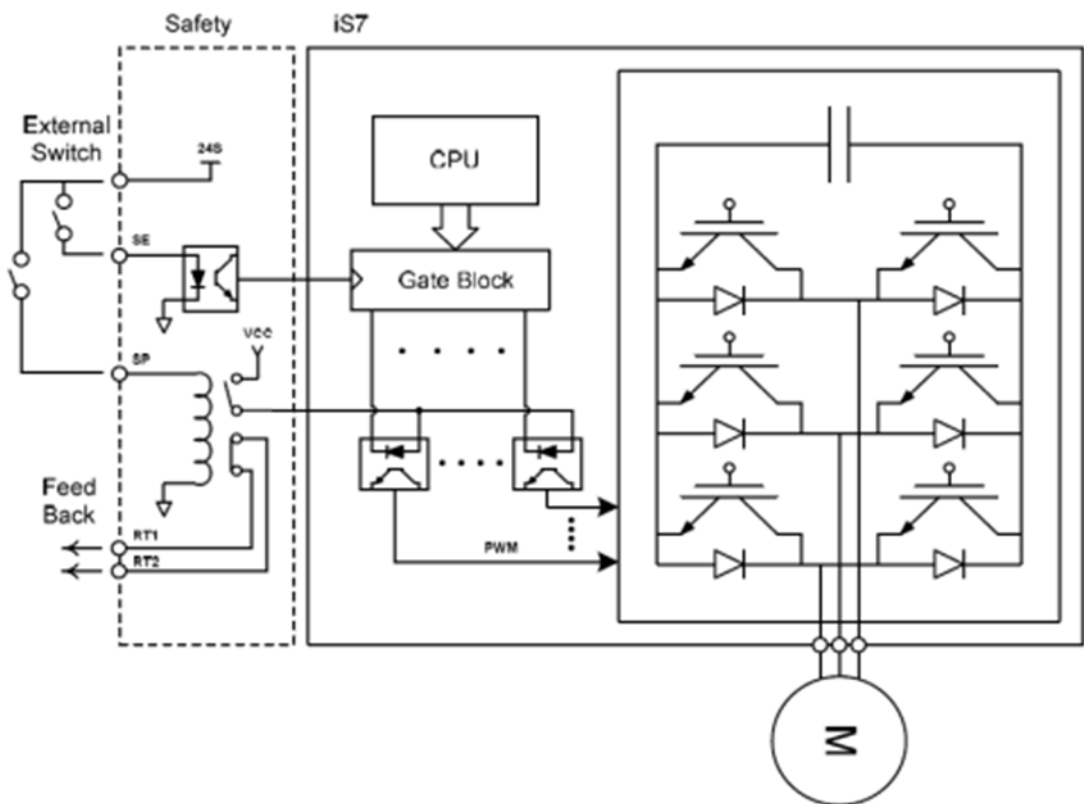 Safety
iS7
External
Switch
24S
CPU
SE
Gate Block
VCC
SP
Feed
Back
RT1
RT2
PWM
M